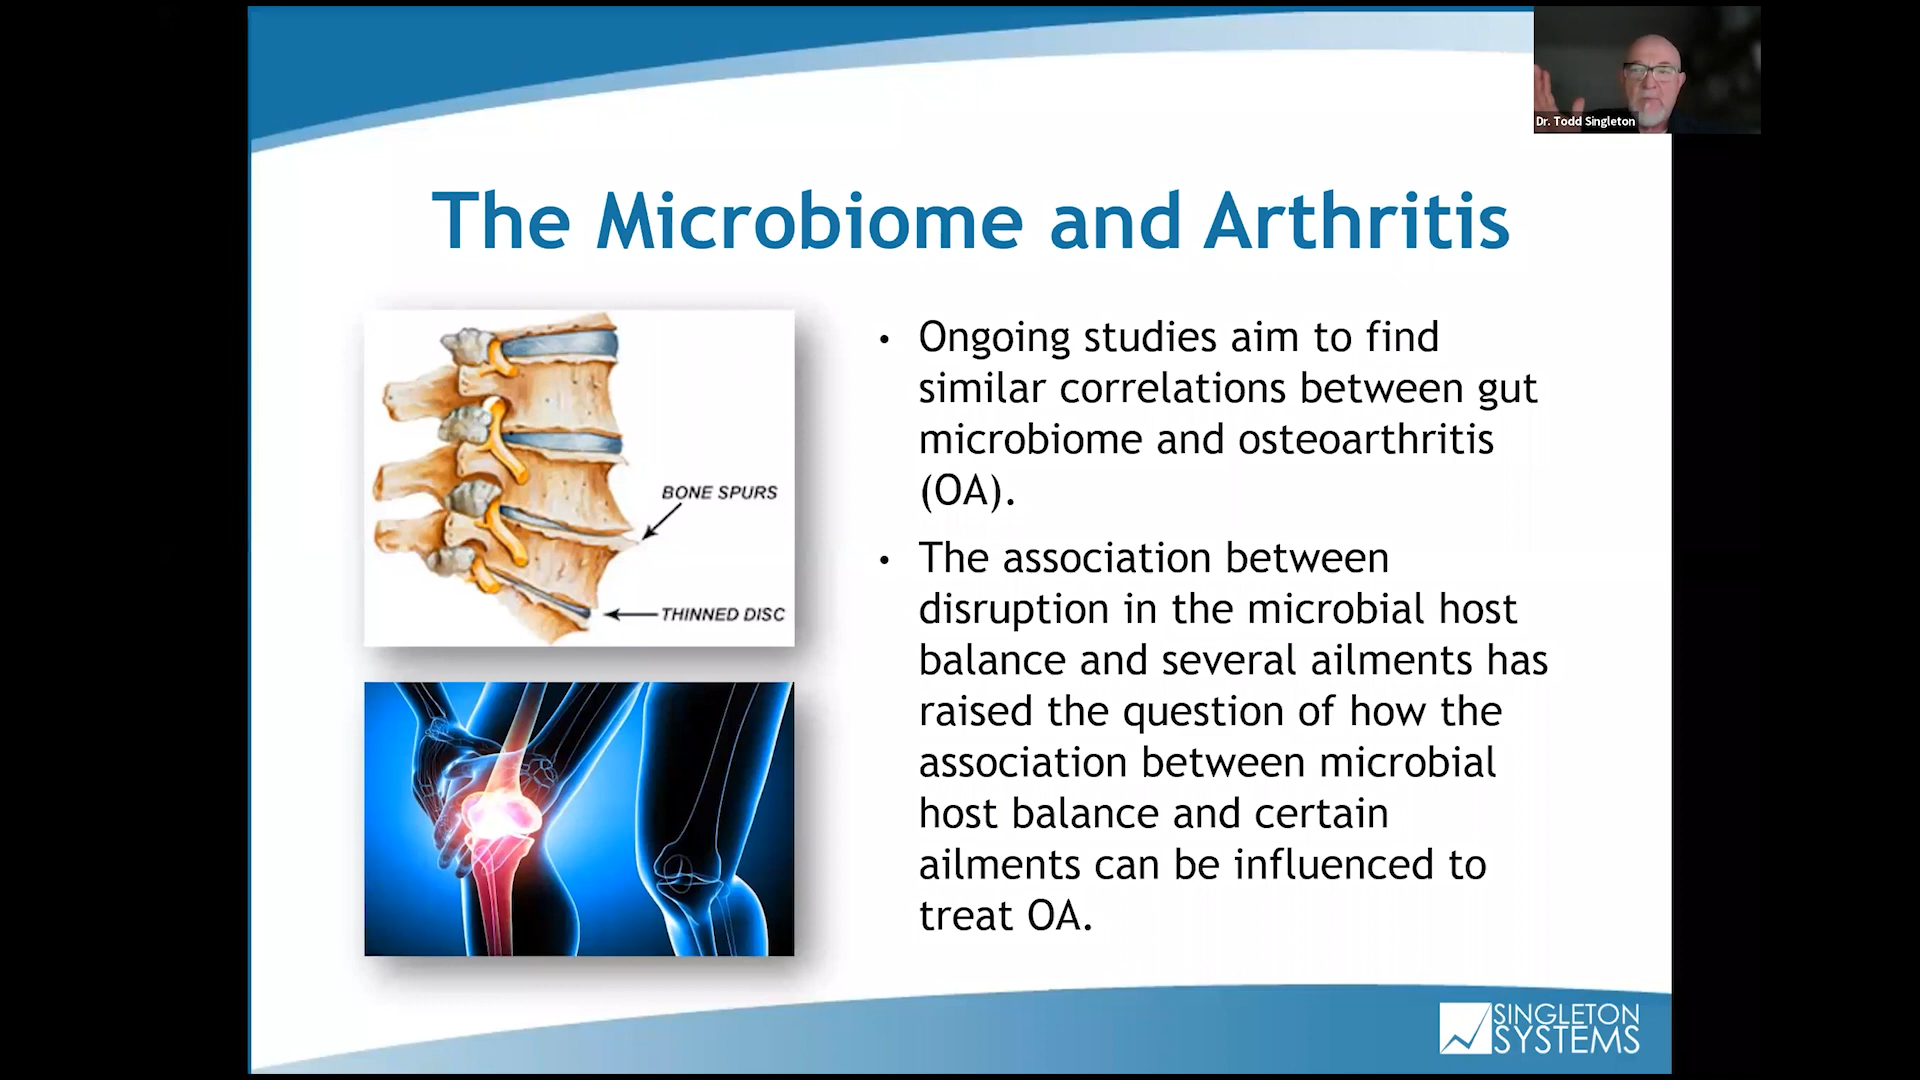 Dr. Todd Singleton
The Microbiome and Arthritis
BONE SPURS
THINNED DISC
• Ongoing studies aim to find
similar correlations between gut
microbiome and osteoarthritis
(OA).
• The association between
disruption in the microbial host
balance and several ailments has
raised the question of how the
association between microbial
host balance and certain
ailments can be influenced to
treat OA.
SINGLETON
SYSTEMS